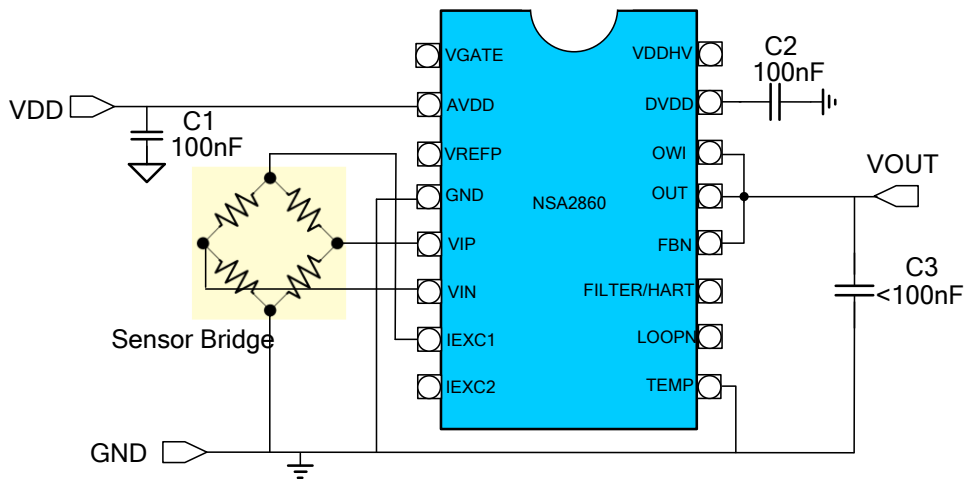 VGATE
VDDHV
C2
100nF
VDD
AVDD
DVDD
C1
100nF
VREFP
OWI
VOUT
GND
NSA2860
OUT
VIP
FBN
C3
<100nF
VIN
FILTER/HART
Sensor Bridge
IEXC1
LOOPN
IEXC2
TEMP
GND